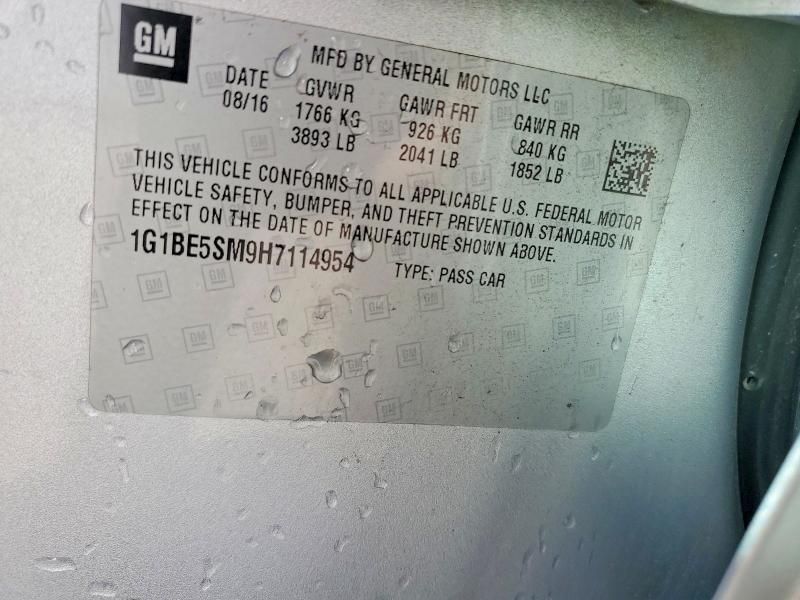 GM
MFD BY GENERAL MOTORS LLC
DATE GVWR GAWR FRT GAWR RR
08/16 1766 KG 926 KG 840 KG
3893 LB 2041 LB 1852 LB
THIS VEHICLE CONFORMS TO ALL APPLICABLE U.S. FEDERAL MOTOR
VEHICLE SAFETY, BUMPER, AND THEFT PREVENTION STANDARDS IN
EFFECT ON THE DATE OF MANUFACTURE SHOWN ABOVE.
1G1BE5SM9H7114954 TYPE: PASS CAR